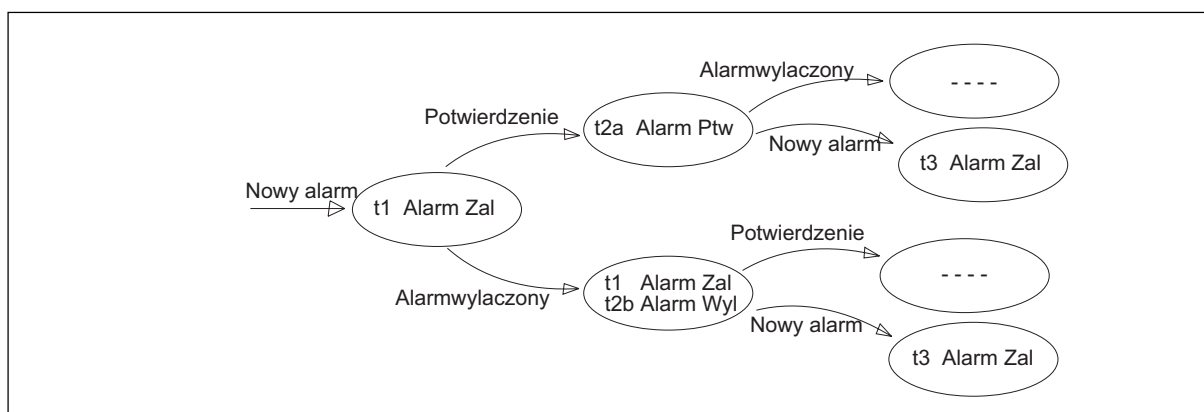 Nowy alarm
t1 Alarm Zal
Potwierdzenie
t2a Alarm Ptw
Alarmwylaczony
- - - -
Nowy alarm
t3 Alarm Zal
Alarmwylaczony
t1 Alarm Zal
t2b Alarm Wyl
Potwierdzenie
- - - -
Nowy alarm
t3 Alarm Zal